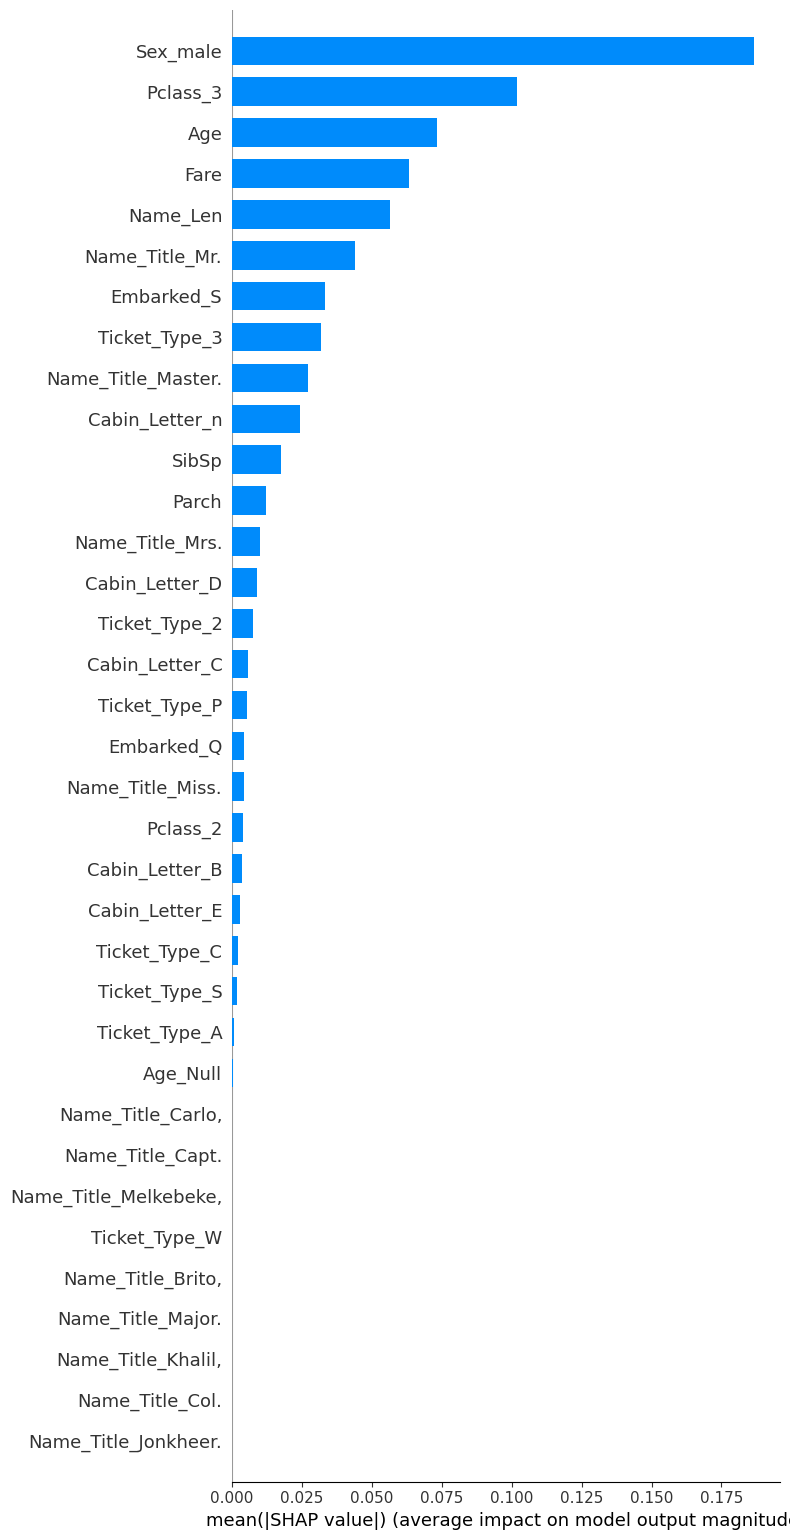 Sex_male
Pclass_3
Age
Fare
Name_Len
Name_Title_Mr.
Embarked_S
Ticket_Type_3
Name_Title_Master.
Cabin_Letter_n
SibSp
Parch
Name_Title_Mrs.
Cabin_Letter_D
Ticket_Type_2
Cabin_Letter_C
Ticket_Type_P
Embarked_Q
Name_Title_Miss.
Pclass_2
Cabin_Letter_B
Cabin_Letter_E
Ticket_Type_C
Ticket_Type_S
Ticket_Type_A
Age_Null
Name_Title_Carlo,
Name_Title_Capt.
Name_Title_Melkebeke,
Ticket_Type_W
Name_Title_Brito,
Name_Title_Major.
Name_Title_Khalil,
Name_Title_Col.
Name_Title_Jonkheer.
0.000 0.025 0.050 0.075 0.100 0.125 0.150 0.175
mean(|SHAP value|) (average impact on model output magnitude